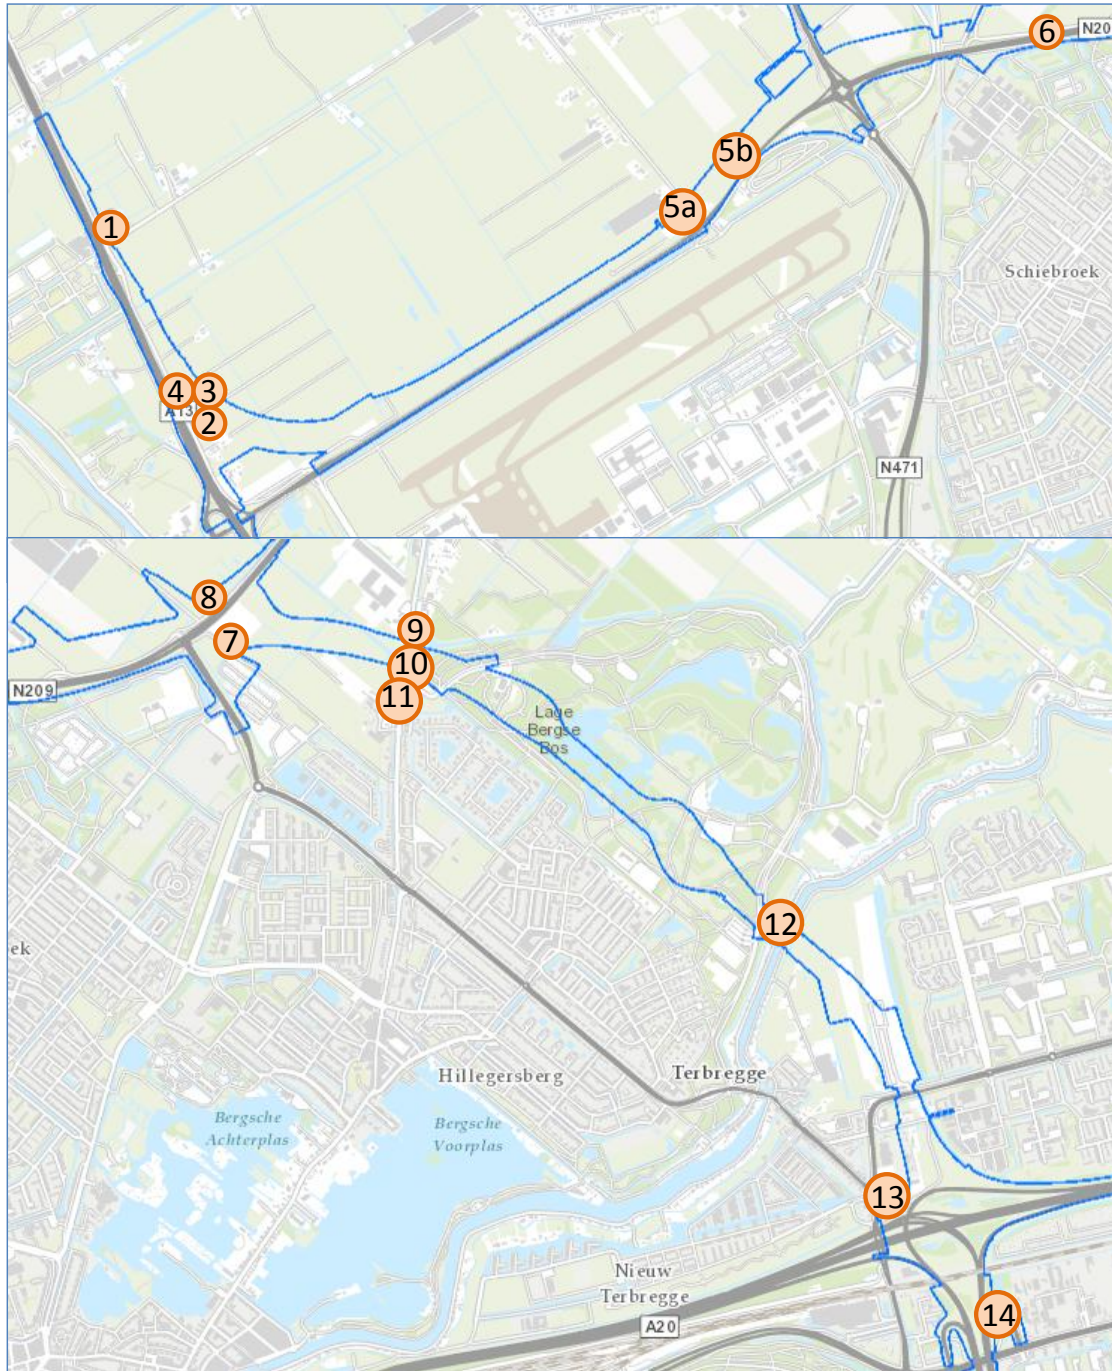 6
N20
5b
5a
1
Schiebroek
4
3
A13
2
N471
8
9
7
10
N209
11
Lage
Bergse
Bos
12
ek
Terbregge
Hillegersberg
Bergsche
Achterplas
Bergsche
Voorplas
13
Nieuw
Terbregge
14
A20